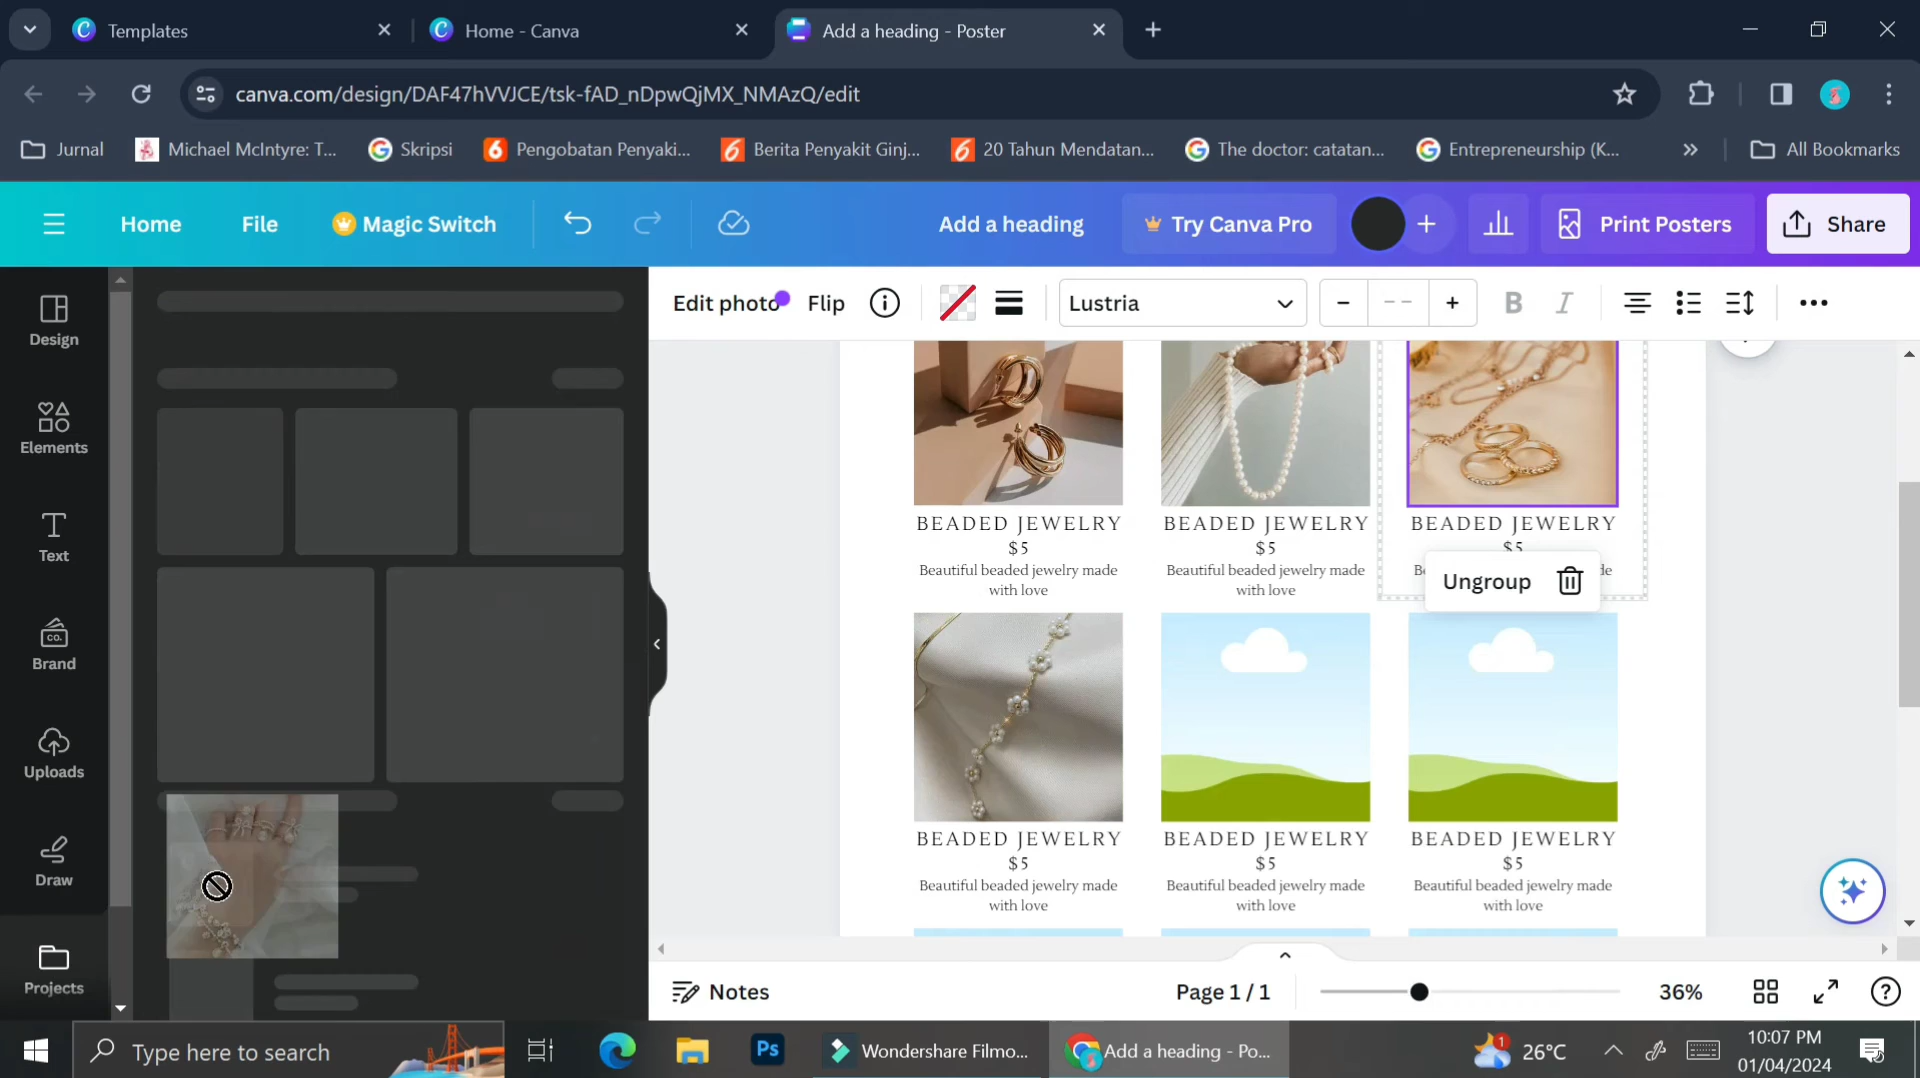 Templates
Home - Canva
Add a heading - Poster
canva.com/design/DAF47hVVJCE/tsk-fAD_nDpwQjMX_NMAzQ/edit
Jurnal
Michael McIntyre: T...
Skripsi
Pengobatan Penyaki...
Berita Penyakit Ginj...
20 Tahun Mendatan...
The doctor: catatan...
Entrepreneurship (K...
All Bookmarks
Home
File
Magic Switch
Add a heading
Try Canva Pro
Print Posters
Share
Design
Elements
Text
CO.
Brand
Uploads
Draw
Projects
Edit photo
Flip
Lustria
B
I
BEADED JEWELRY
$5
Beautiful beaded jewelry made
with love
BEADED JEWELRY
$5
Beautiful beaded jewelry made
with love
BEADED JEWELRY
$5
Ungroup
BEADED JEWELRY
$5
Beautiful beaded jewelry made
with love
BEADED JEWELRY
$5
Beautiful beaded jewelry made
with love
BEADED JEWELRY
$5
Beautiful beaded jewelry made
with love
Notes
Page 1 / 1
36%
Type here to search
Ps
Wondershare Filmo...
Add a heading - Po...
1
26°C
10:07 PM
01/04/2024